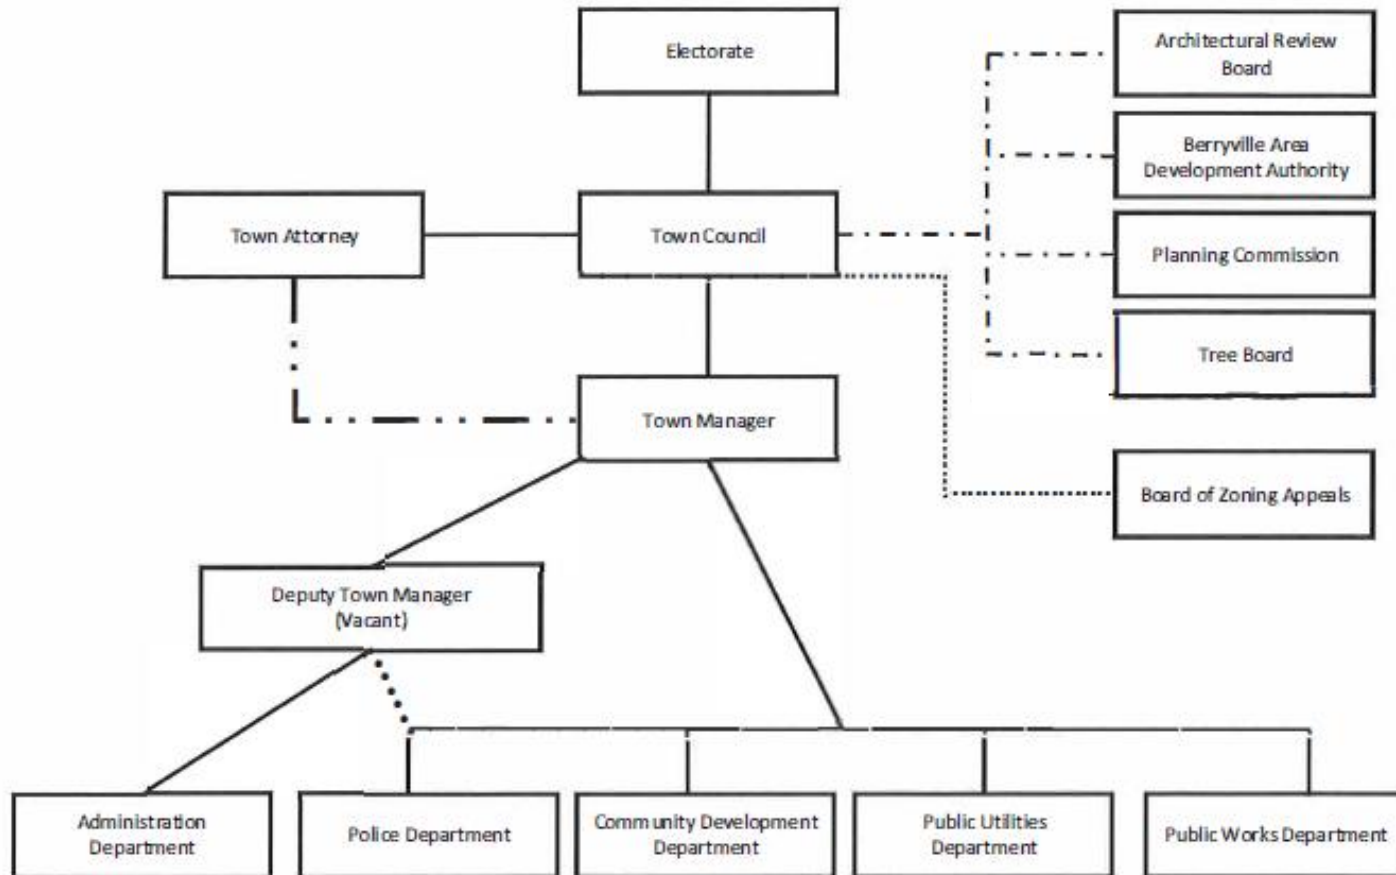 Electorate
Architectural Review
Board
Berryville Area
Development Authority
Town Attorney
Town Council
Planning Commission
Tree Board
Town Manager
Board of Zoning Appeals
Deputy Town Manager
(Vacant)
Administration
Department
Police Department
Community Development
Department
Public Utilities
Department
Public Works Department